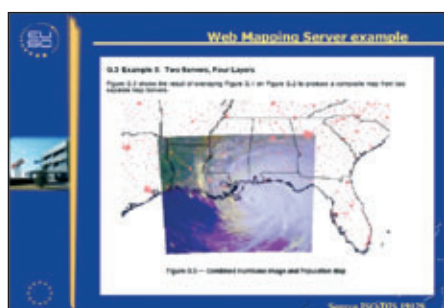 Web Mapping Server example
G.3 Example 3: Two Servers, Four Layers
Figure G.3 shows the result of overlaying Figure G.1 on Figure G.2 to produce a composite map from two
separate Map Servers.
Figure G.3 — Combined Hurricane Image and Population Map
Source ISO/DIS 19128